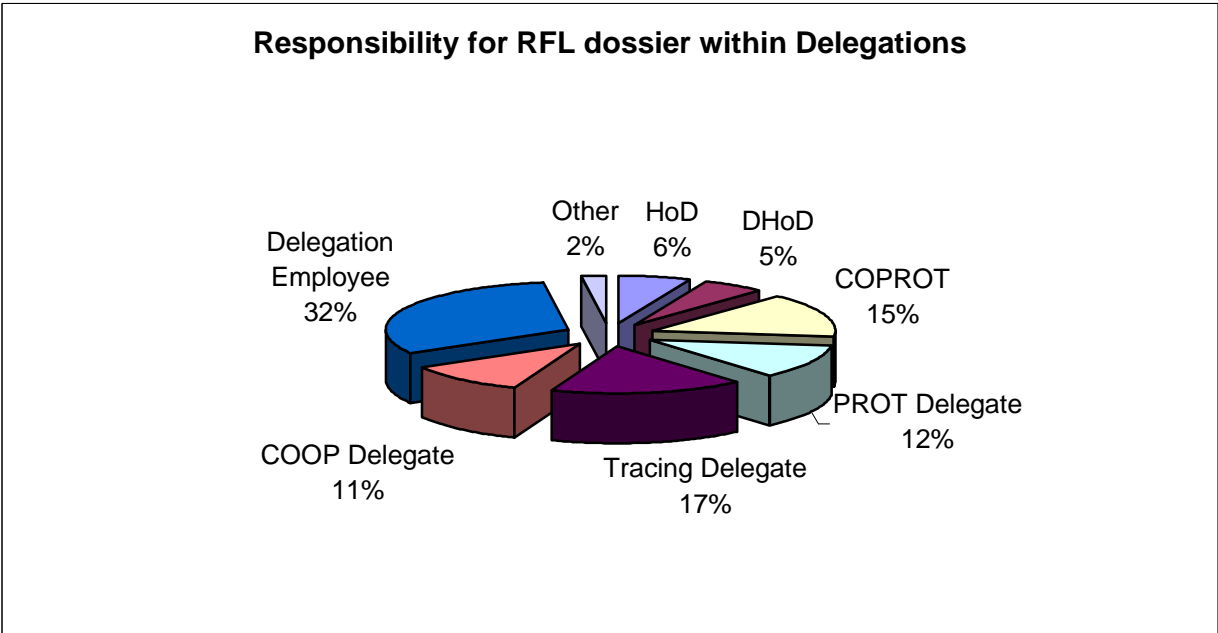 Responsibility for RFL dossier within Delegations
Other
2%
HoD
6%
DHoD
5%
COPROT
15%
PROT Delegate
12%
Tracing Delegate
17%
COOP Delegate
11%
Delegation
Employee
32%